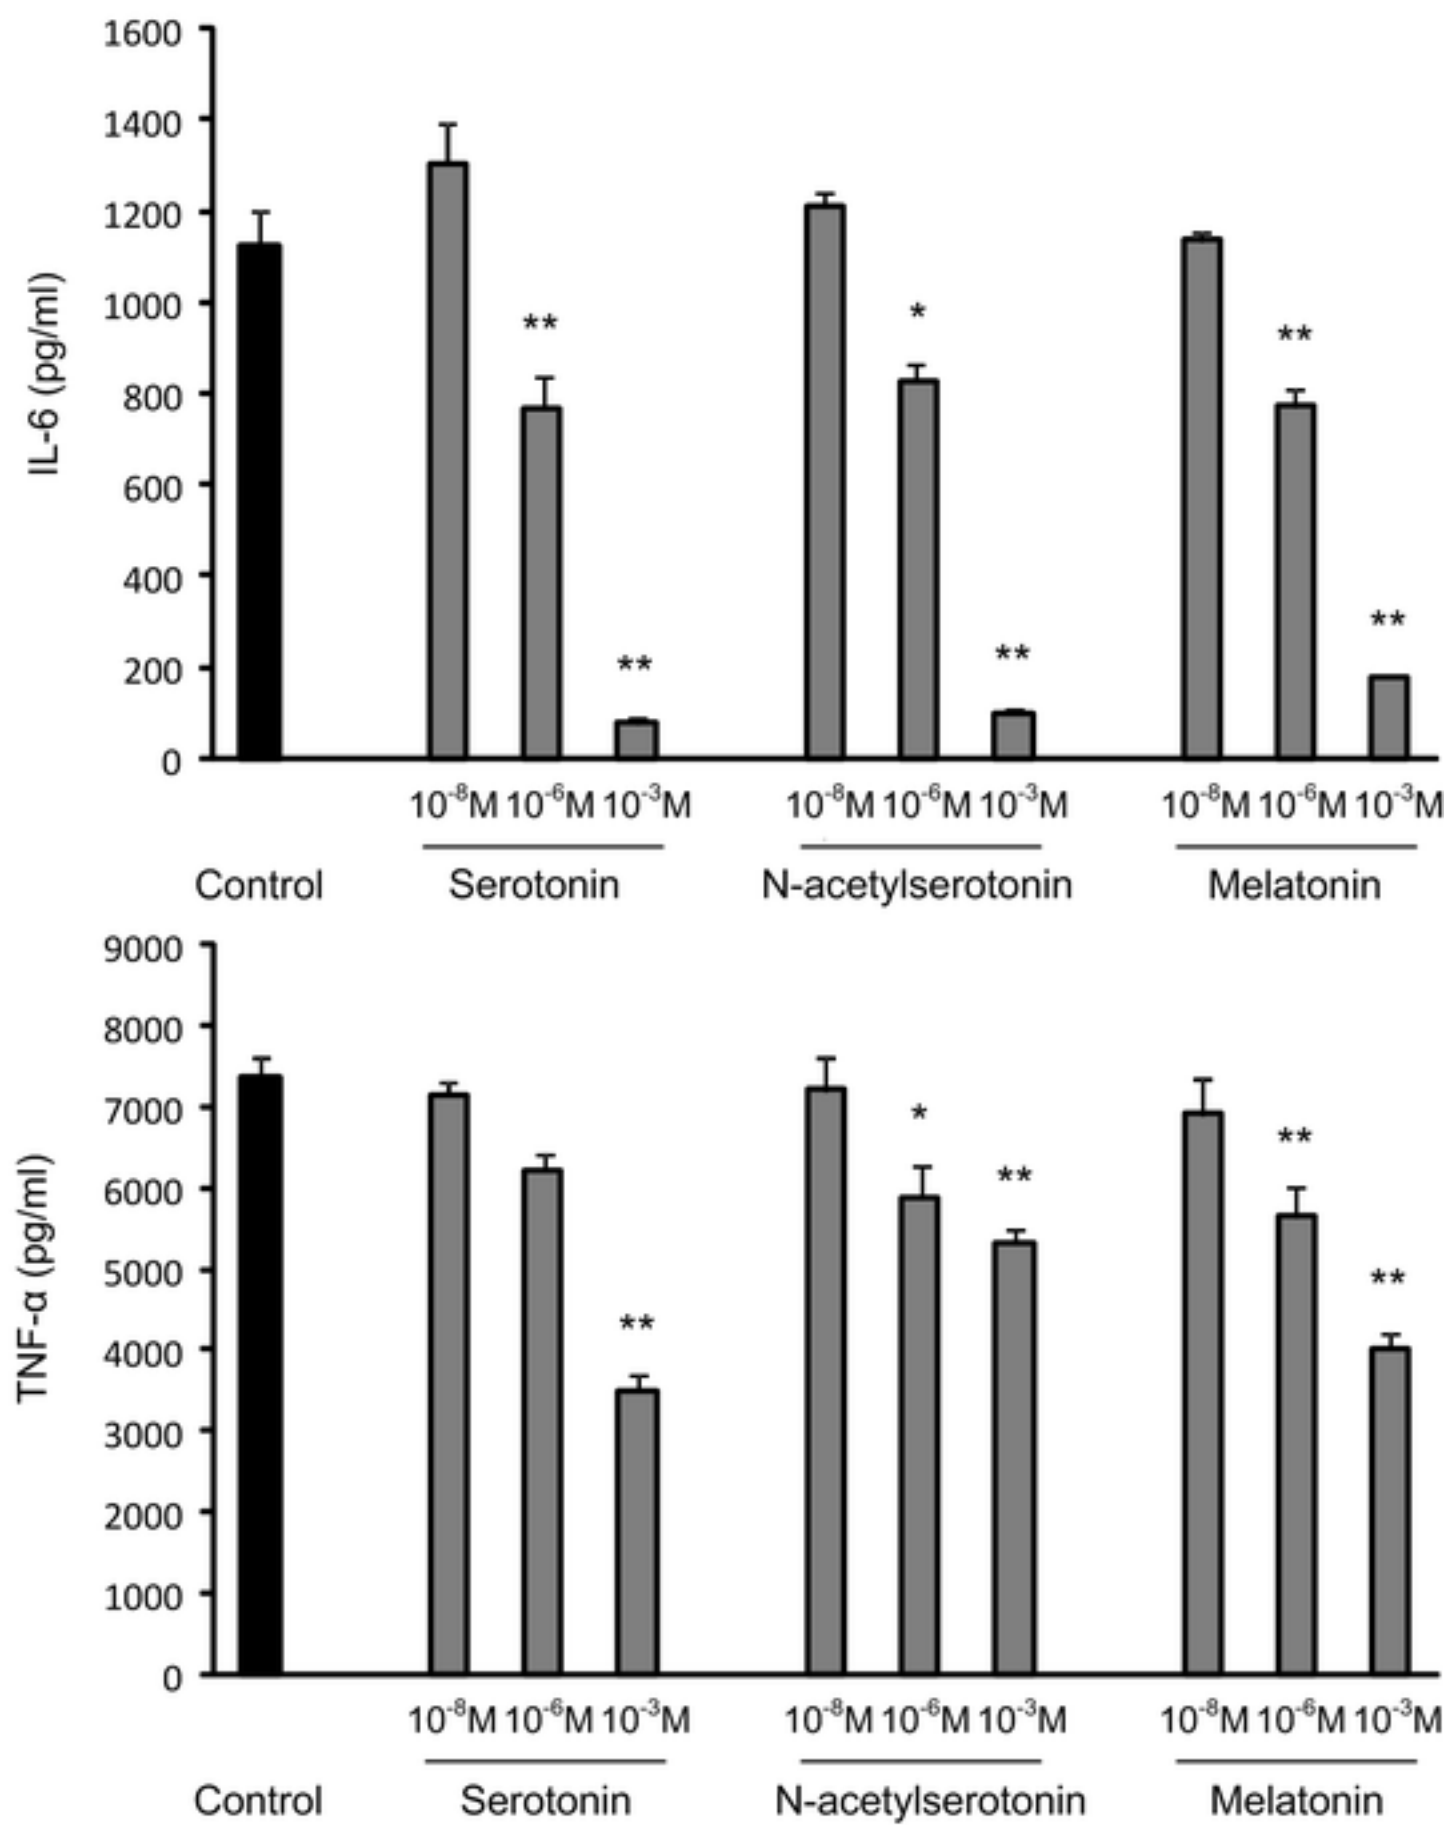 1600
1400
1200
1000
800
600
400
200
0
IL-6 (pg/ml)
** ** * ** ** **
10⁻⁸M 10⁻⁶M 10⁻³M 10⁻⁸M 10⁻⁶M 10⁻³M 10⁻⁸M 10⁻⁶M 10⁻³M
Control Serotonin N-acetylserotonin Melatonin
9000
8000
7000
6000
5000
4000
3000
2000
1000
0
TNF-α (pg/ml)
** * ** ** **
10⁻⁸M 10⁻⁶M 10⁻³M 10⁻⁸M 10⁻⁶M 10⁻³M 10⁻⁸M 10⁻⁶M 10⁻³M
Control Serotonin N-acetylserotonin Melatonin